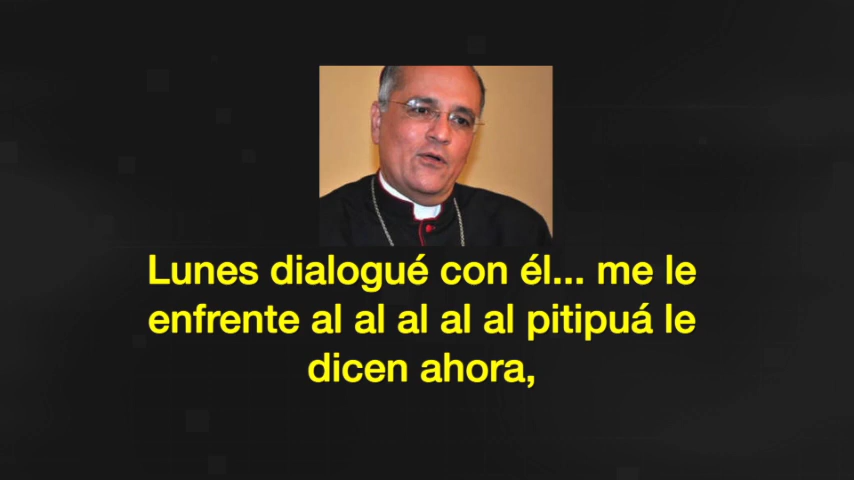 Lunes dialogué con él... me le
enfrente al al al al al pitipuá le
dicen ahora,